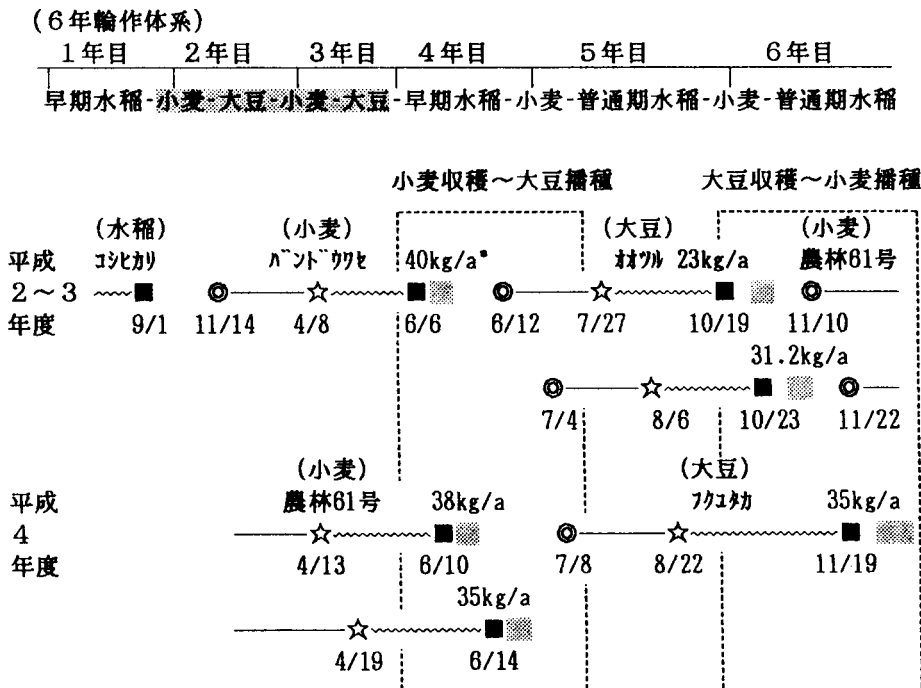 (6年輪作体系)
1年目 2年目 3年目 4年目 5年目 6年目
早期水稲-小麦-大豆-小麦-大豆-早期水稲-小麦-普通期水稲-小麦-普通期水稲
小麦収穫～大豆播種 大豆収穫～小麦播種
(水稲) (小麦) (大豆) (小麦)
平成 コシヒカリ バンドウワセ 40kg/a* オオツル 23kg/a 農林61号
2～3
年度 9/1 11/14 4/8 6/6 6/12 7/27 10/19 11/10
31.2kg/a
7/4 8/6 10/23 11/22
(小麦) (大豆)
平成 農林61号 38kg/a フクユタカ 35kg/a
4
年度 4/13 6/10 7/8 8/22 11/19
35kg/a
4/19 6/14